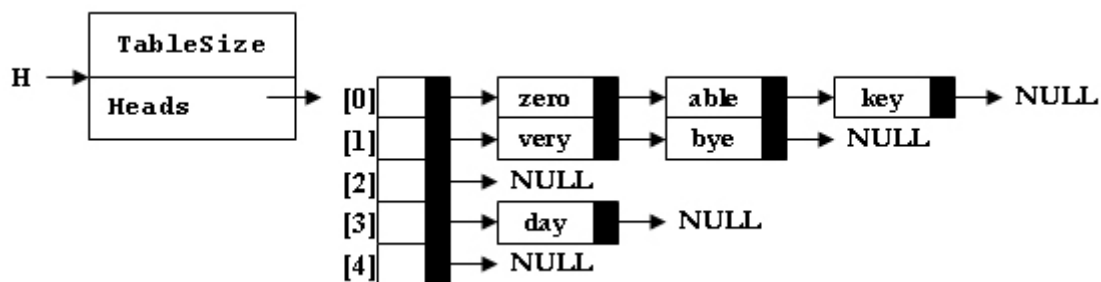 TableSize
H
Heads
[0] zero able key NULL
[1] very bye NULL
[2] NULL
[3] day NULL
[4] NULL